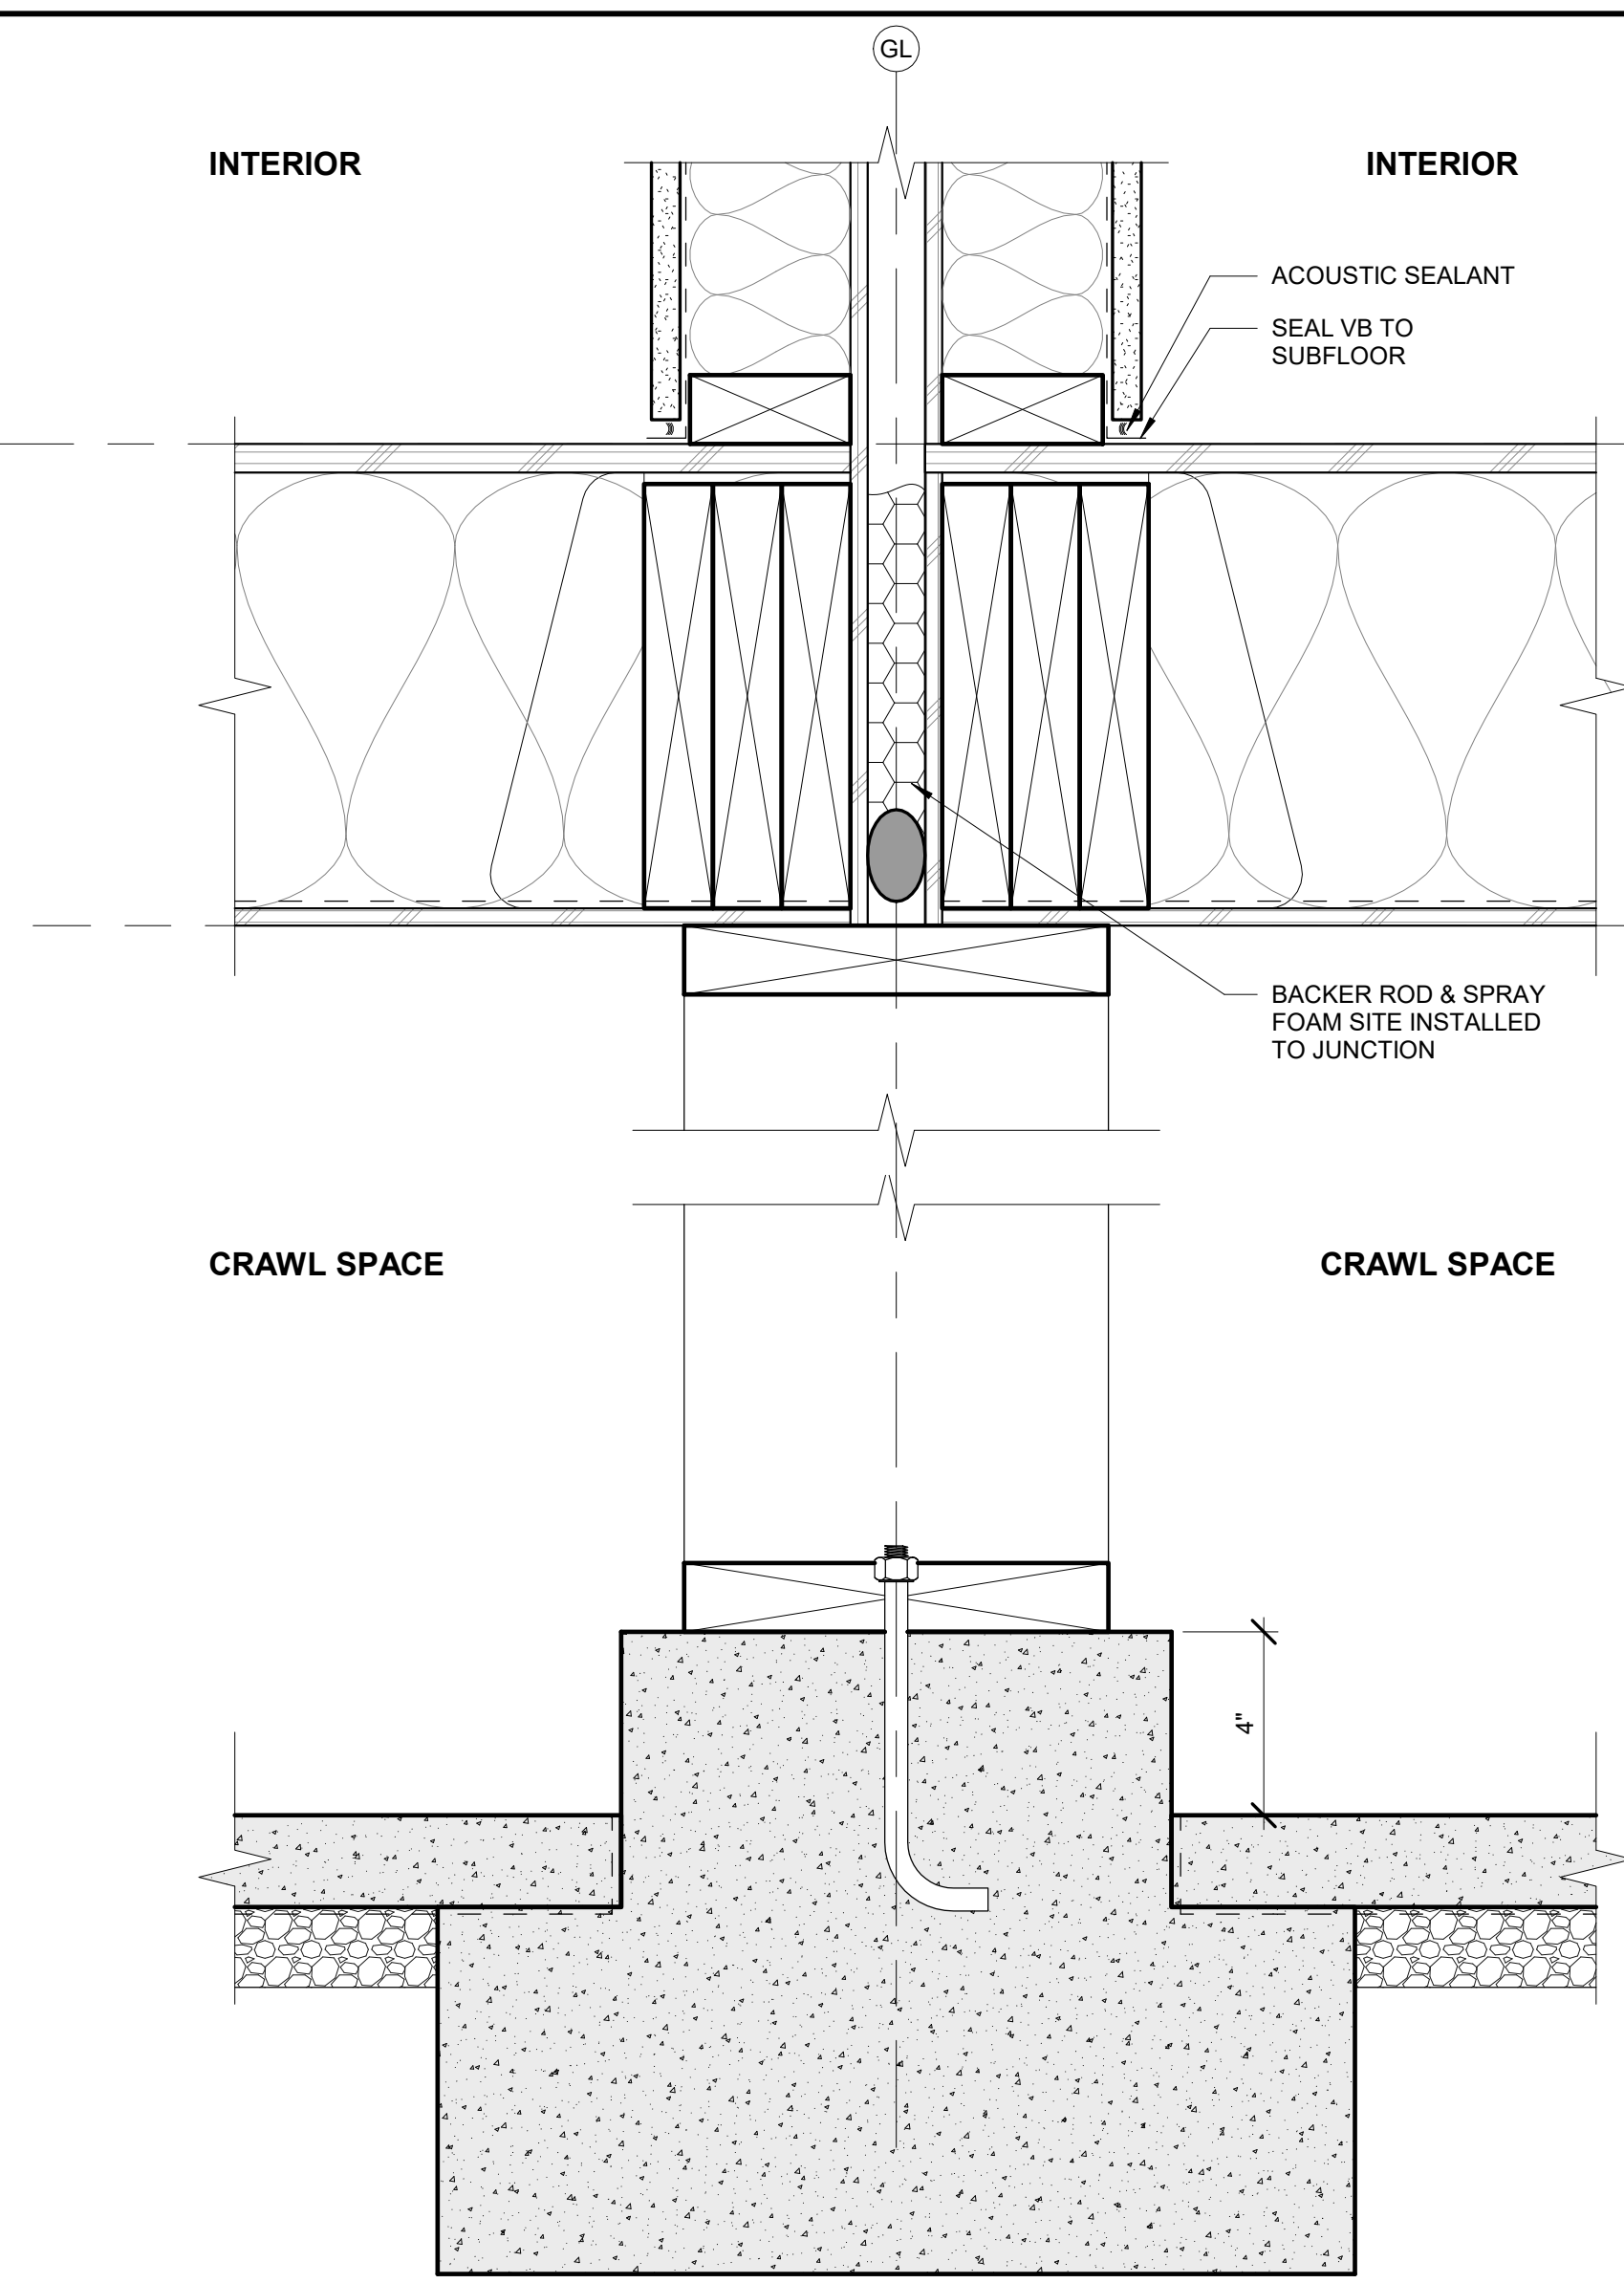 GL
INTERIOR
INTERIOR
ACOUSTIC SEALANT
SEAL VB TO
SUBFLOOR
BACKER ROD & SPRAY
FOAM SITE INSTALLED
TO JUNCTION
CRAWL SPACE
CRAWL SPACE
4"